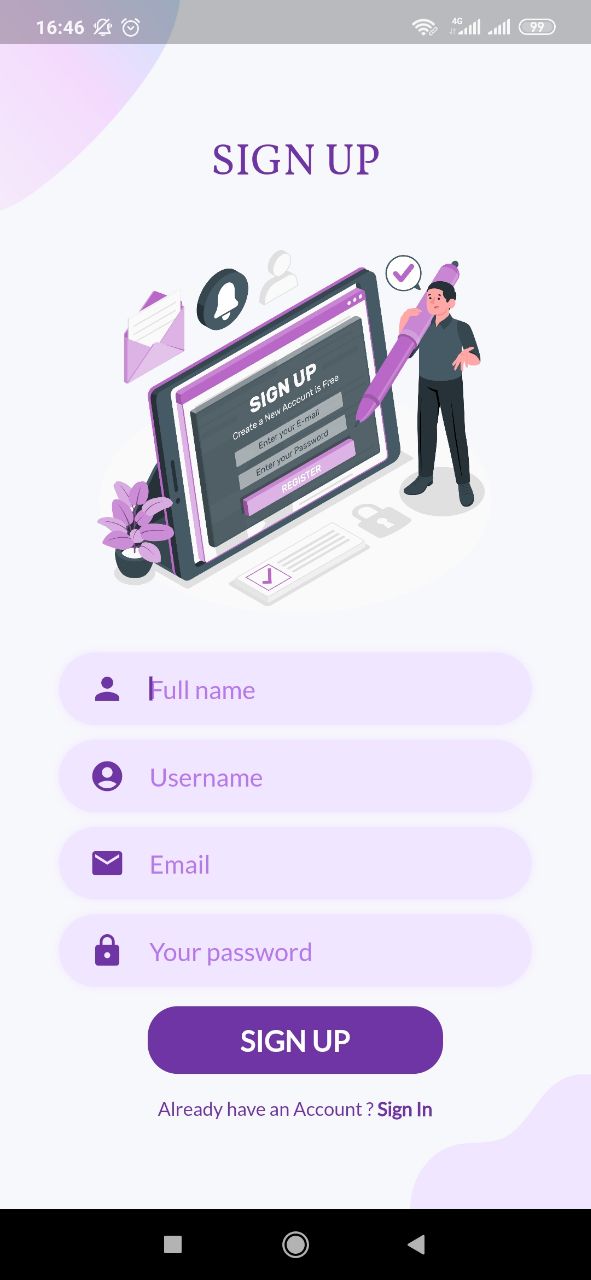 16:46
4G
99
SIGN UP
SIGN UP
Create a New Account is Free
Enter your E-mail
Enter your Password
REGISTER
Full name
Username
Email
Your password
SIGN UP
Already have an Account ? Sign In